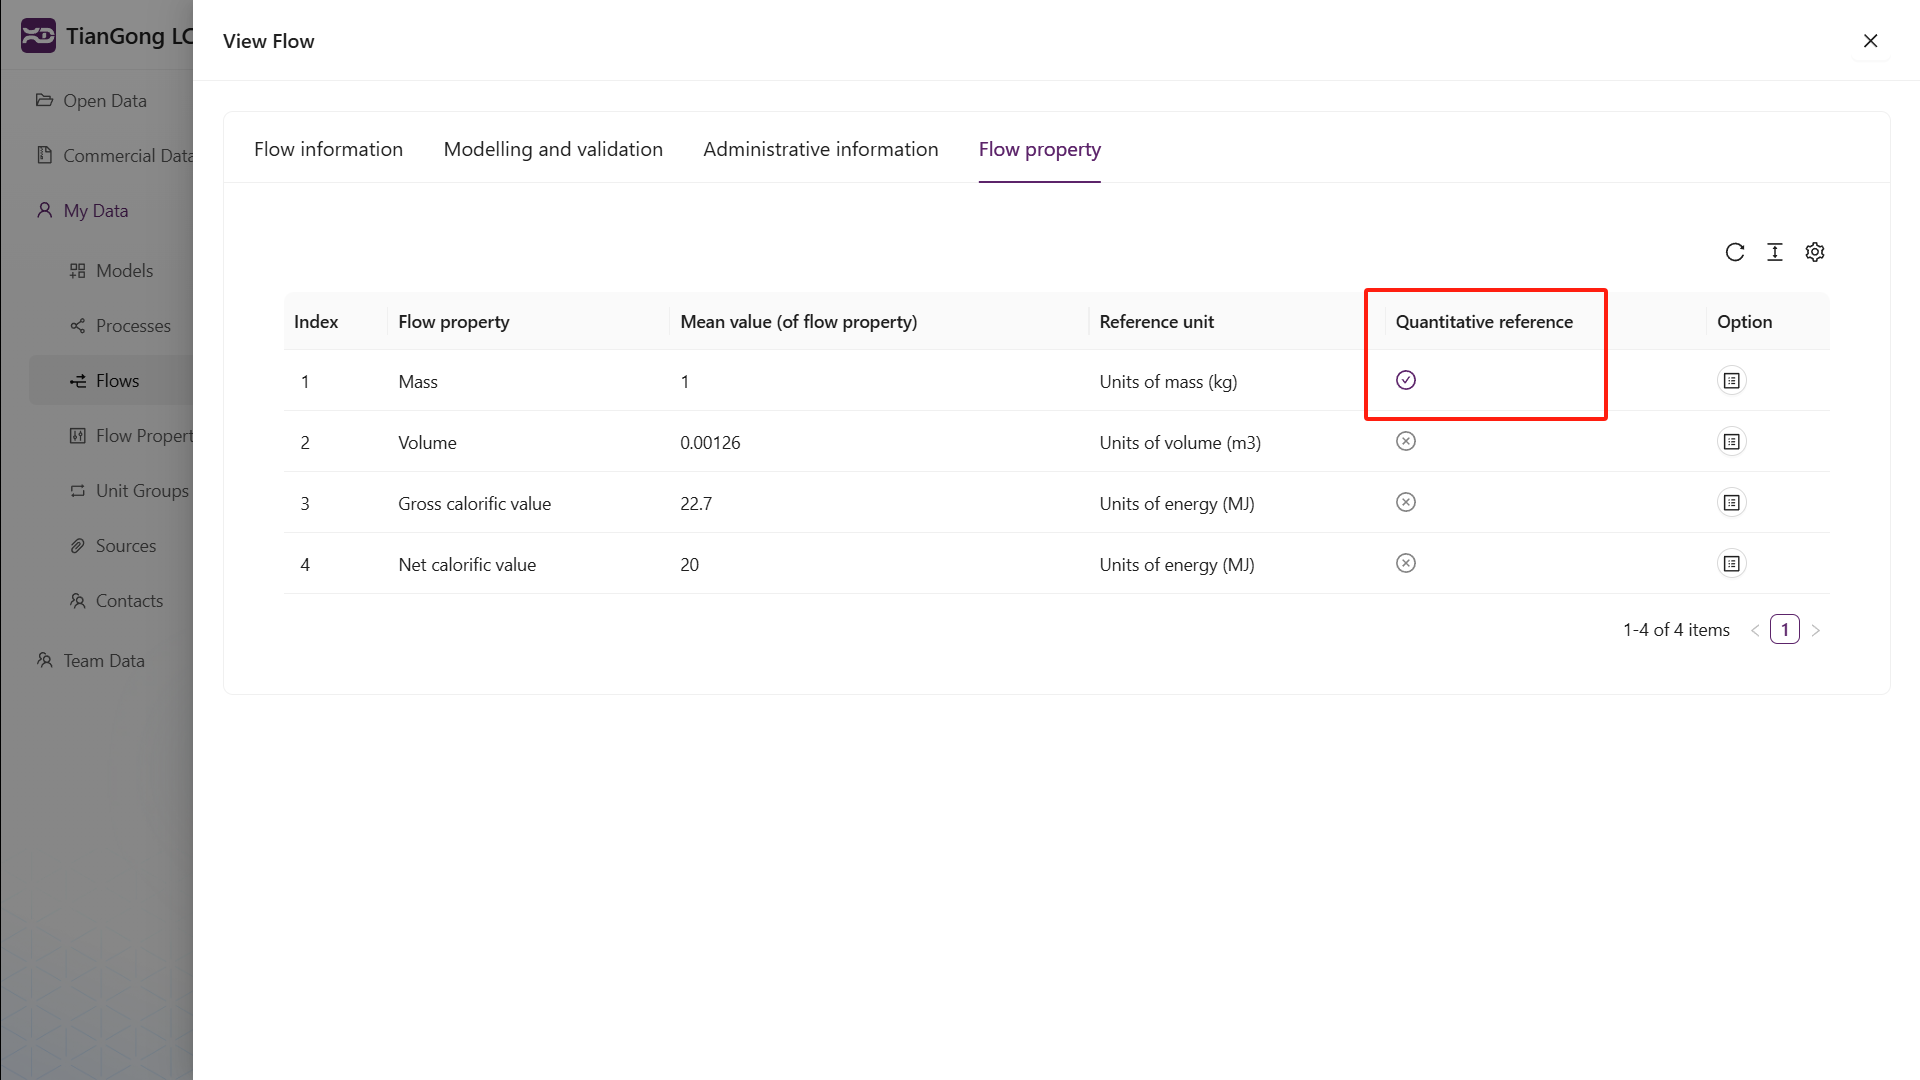 TianGong LC
View Flow
Open Data
Commercial Data
My Data
Models
Processes
Flows
Flow Propert
Unit Groups
Sources
Contacts
Team Data
Flow information Modelling and validation Administrative information Flow property
Index Flow property Mean value (of flow property) Reference unit Quantitative reference Option
1 Mass 1 Units of mass (kg)
2 Volume 0.00126 Units of volume (m3)
3 Gross calorific value 22.7 Units of energy (MJ)
4 Net calorific value 20 Units of energy (MJ)
1-4 of 4 items < 1 >